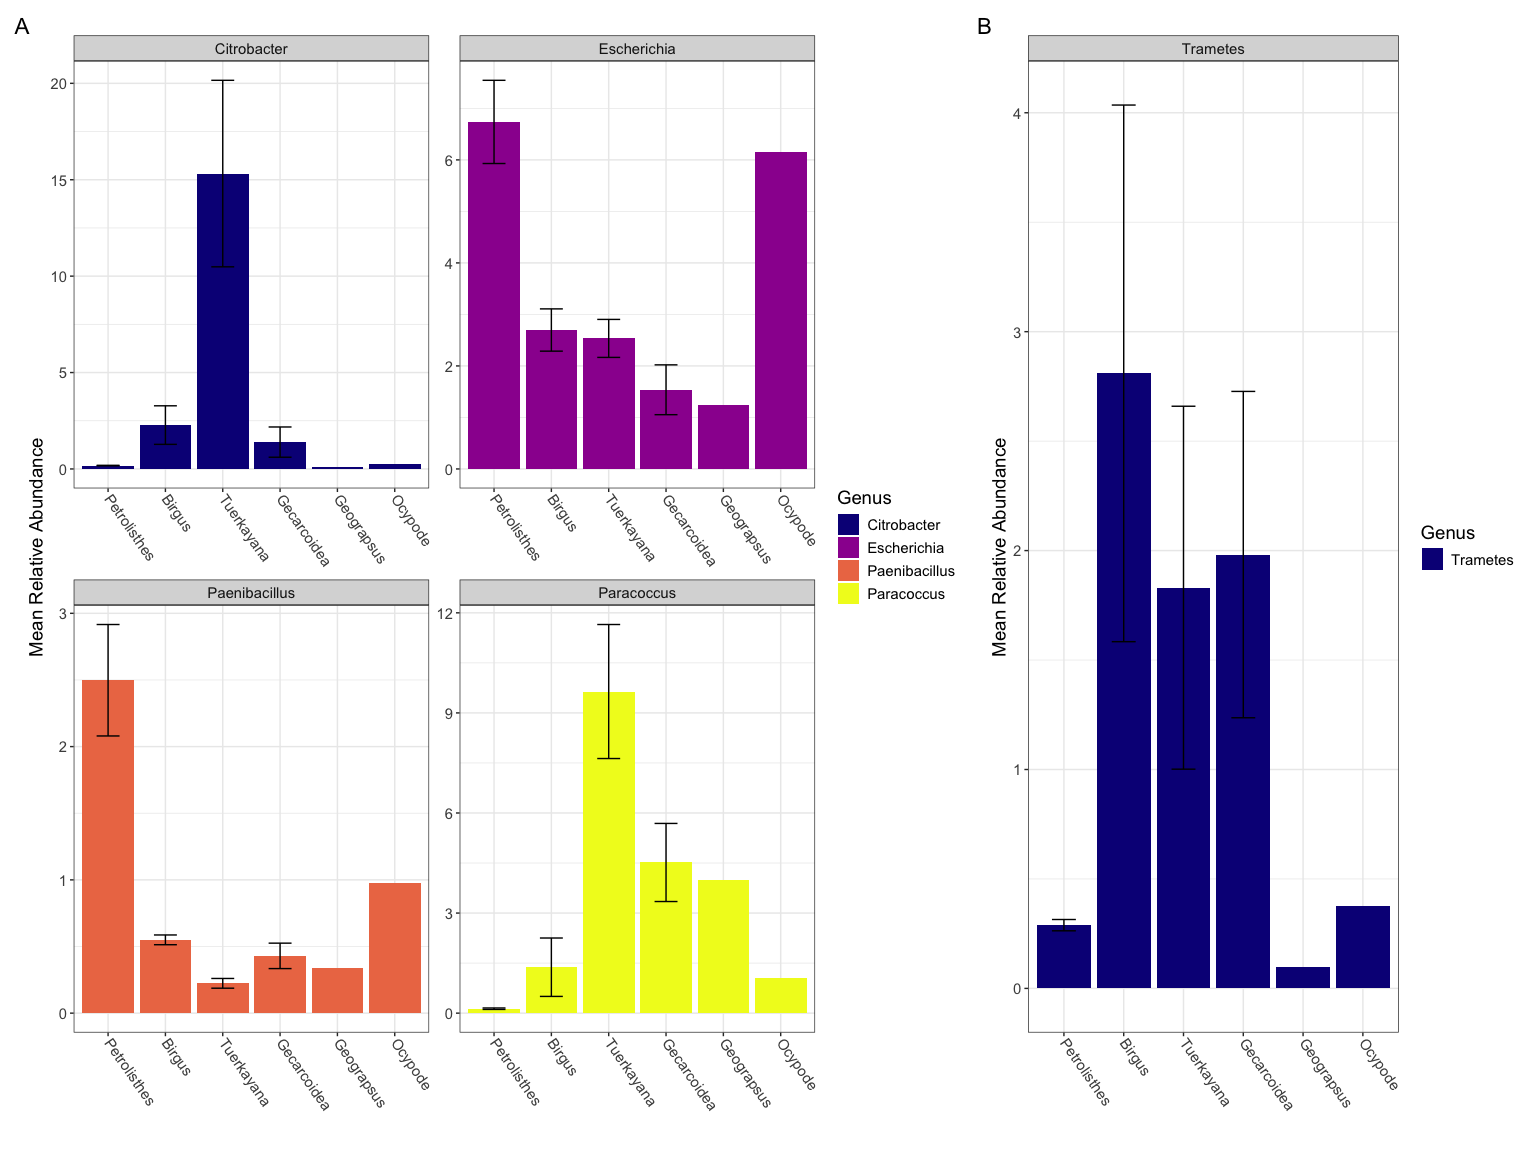 A
Mean Relative Abundance
Citrobacter
20
15
10
5
0
Petrolisthes
Birgus
Tuerkayana
Gecarcoidea
Geograpsus
Ocypode
Escherichia
6
4
2
0
Petrolisthes
Birgus
Tuerkayana
Gecarcoidea
Geograpsus
Ocypode
Paenibacillus
3
2
1
0
Petrolisthes
Birgus
Tuerkayana
Gecarcoidea
Geograpsus
Ocypode
Paracoccus
12
9
6
3
0
Petrolisthes
Birgus
Tuerkayana
Gecarcoidea
Geograpsus
Ocypode
Genus
Citrobacter
Escherichia
Paenibacillus
Paracoccus
B
Mean Relative Abundance
Trametes
4
3
2
1
0
Petrolisthes
Birgus
Tuerkayana
Gecarcoidea
Geograpsus
Ocypode
Genus
Trametes